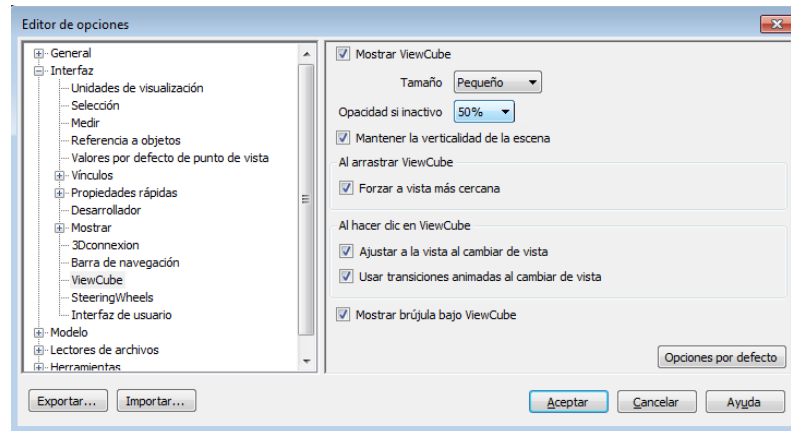 Editor de opciones
General
Interfaz
Unidades de visualización
Selección
Medir
Referencia a objetos
Valores por defecto de punto de vista
Vínculos
Propiedades rápidas
Desarrollador
Mostrar
3Dconnexion
Barra de navegación
ViewCube
SteeringWheels
Interfaz de usuario
Modelo
Lectores de archivos
Herramientas
Mostrar ViewCube
Tamaño Pequeño
Opacidad si inactivo 50%
Mantener la verticalidad de la escena
Al arrastrar ViewCube
Forzar a vista más cercana
Al hacer clic en ViewCube
Ajustar a la vista al cambiar de vista
Usar transiciones animadas al cambiar de vista
Mostrar brújula bajo ViewCube
Opciones por defecto
Exportar... Importar... Aceptar Cancelar Ayuda